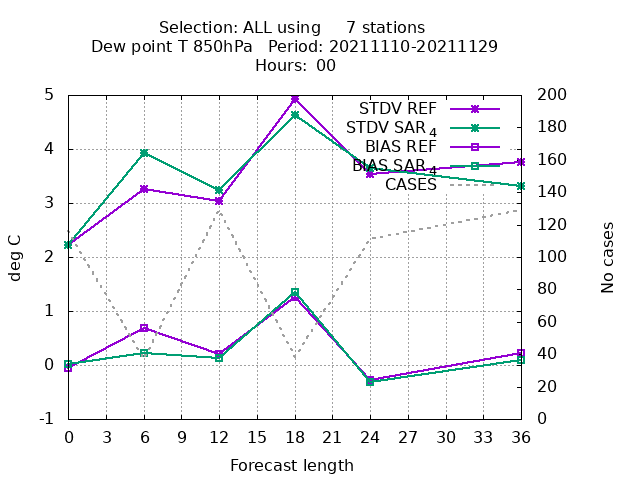 Selection: ALL using 7 stations
Dew point T 850hPa Period: 20211110-20211129
Hours: 00
5
4
3
2
1
0
-1
deg C
STDV REF
STDV SAR 4
BIAS REF
BIAS SAR 4
CASES
200
180
160
140
120
100
80
60
40
20
0
No cases
0 3 6 9 12 15 18 21 24 27 30 33 36
Forecast length